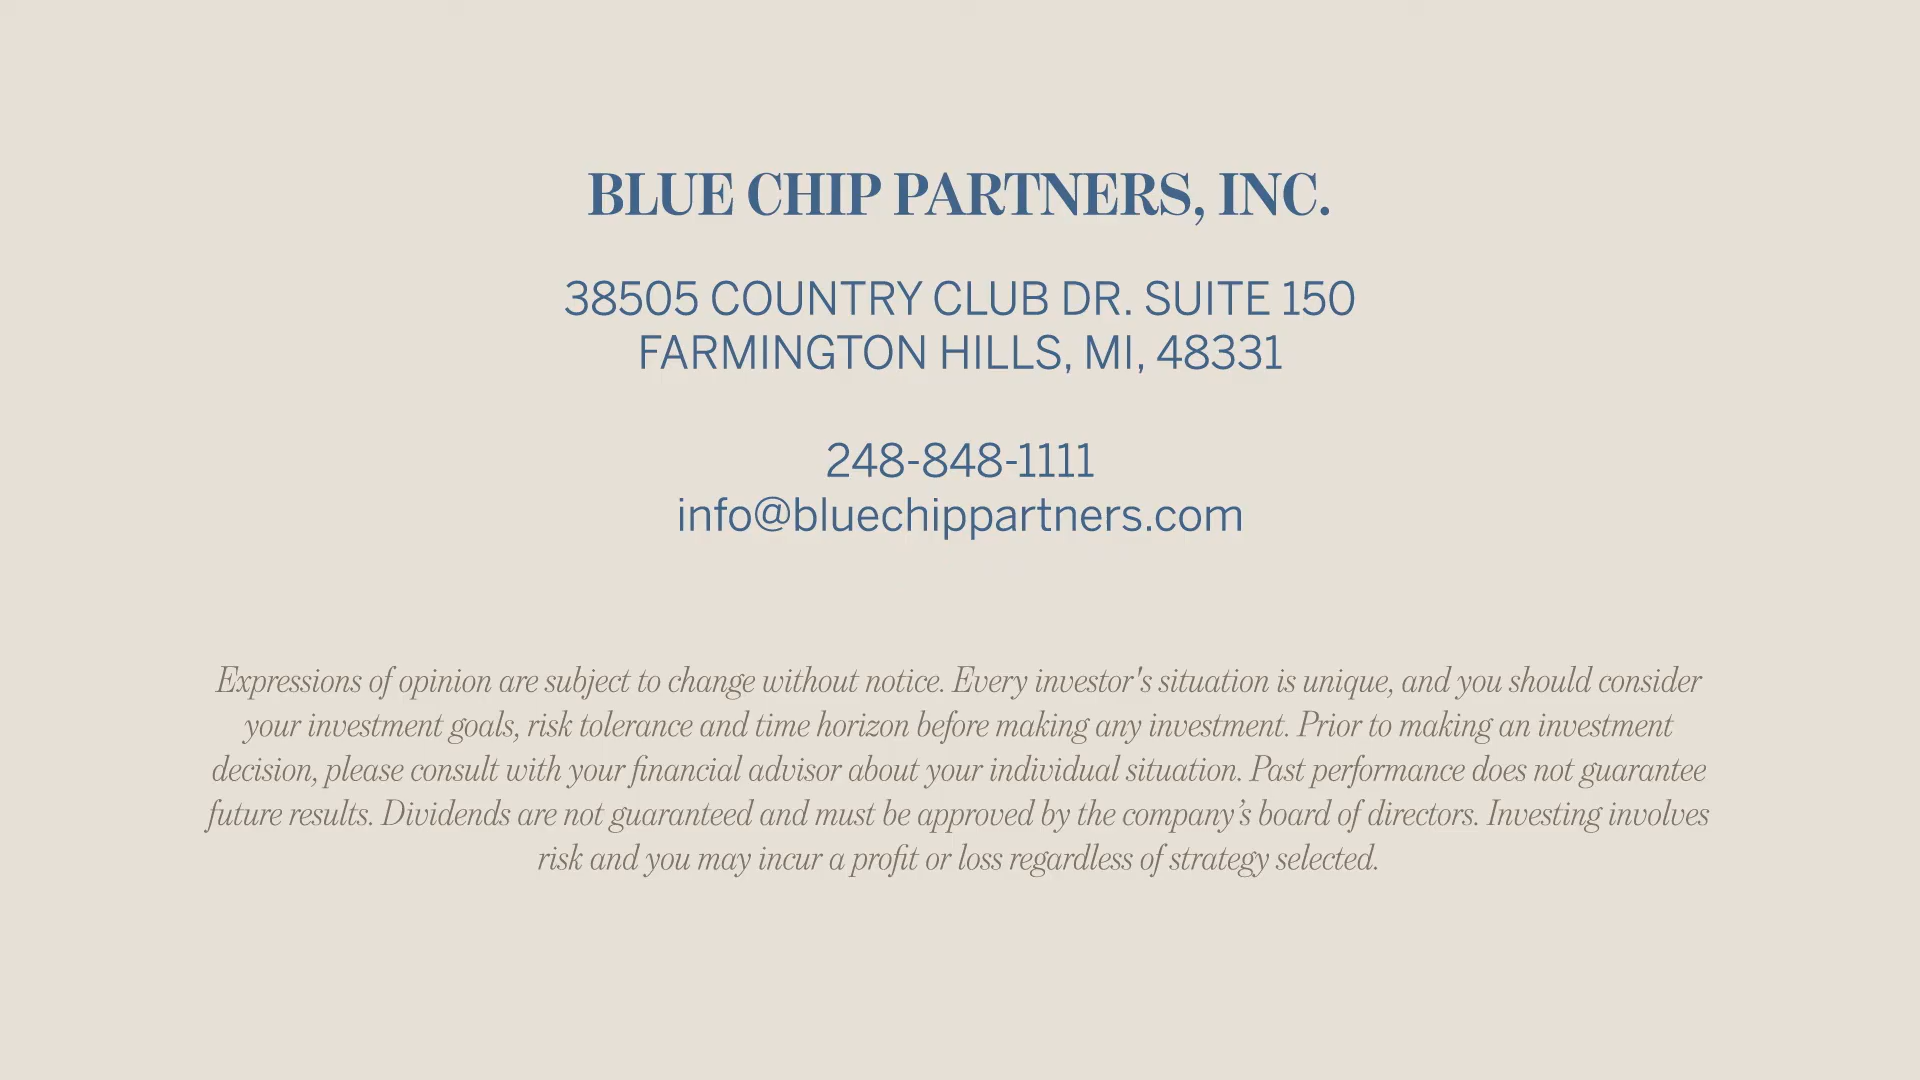 BLUE CHIP PARTNERS, INC.
38505 COUNTRY CLUB DR. SUITE 150
FARMINGTON HILLS, MI, 48331
248-848-1111
info@bluechippartners.com
Expressions of opinion are subject to change without notice. Every investor's situation is unique, and you should consider
your investment goals, risk tolerance and time horizon before making any investment. Prior to making an investment
decision, please consult with your financial advisor about your individual situation. Past performance does not guarantee
future results. Dividends are not guaranteed and must be approved by the company’s board of directors. Investing involves
risk and you may incur a profit or loss regardless of strategy selected.